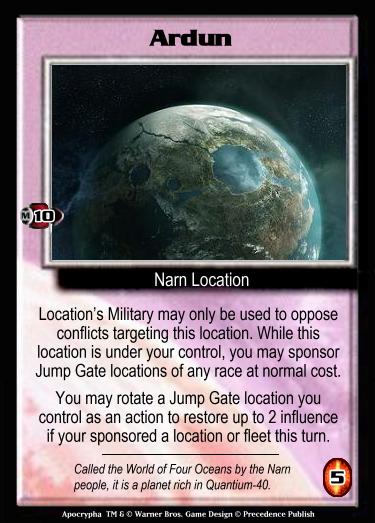 Ardun
M 10
Narn Location
Location's Military may only be used to oppose
conflicts targeting this location. While this
location is under your control, you may sponsor
Jump Gate locations of any race at normal cost.
You may rotate a Jump Gate location you
control as an action to restore up to 2 influence
if your sponsored a location or fleet this turn.
Called the World of Four Oceans by the Narn
people, it is a planet rich in Quantium-40.
5
Apocrypha TM & © Warner Bros. Game Design © Precedence Publish